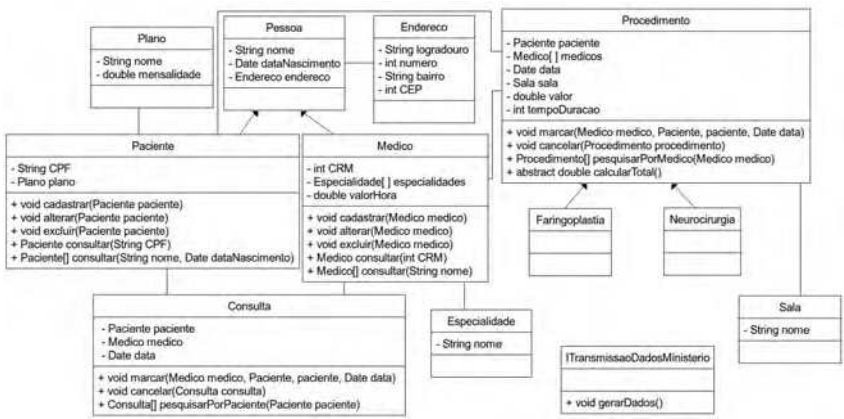 Plano
- String nome
- double mensalidade
Pessoa
- String nome
- Date dataNascimento
- Endereco endereco
Endereco
- String logradouro
- int numero
- String bairro
- int CEP
Procedimento
- Paciente paciente
- Medico[ ] medicos
- Date data
- Sala sala
- double valor
- int tempoDuracao
+ void marcar(Medico medico, Paciente, paciente, Date data)
+ void cancelar(Procedimento procedimento)
+ Procedimento[] pesquisarPorMedico(Medico medico)
+ abstract double calcularTotal()
Paciente
- String CPF
- Plano plano
+ void cadastrar(Paciente paciente)
+ void alterar(Paciente paciente)
+ void excluir(Paciente paciente)
+ Paciente consultar(String CPF)
+ Paciente[] consultar(String nome, Date dataNascimento)
Medico
- int CRM
- Especialidade[ ] especialidades
- double valorHora
+ void cadastrar(Medico medico)
+ void alterar(Medico medico)
+ void excluir(Medico medico)
+ Medico consultar(int CRM)
+ Medico[] consultar(String nome)
Faringoplastia
Neurocirurgia
Consulta
- Paciente paciente
- Medico medico
- Date data
+ void marcar(Medico medico, Paciente, paciente, Date data)
+ void cancelar(Consulta consulta)
+ Consulta[] pesquisarPorPaciente(Paciente paciente)
Especialidade
- String nome
ITransmissaoDadosMinisterio
+ void gerarDados()
Sala
- String nome